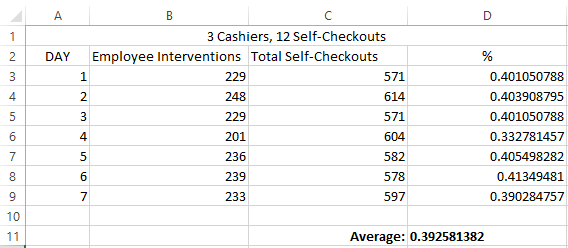 A B C D
1 3 Cashiers, 12 Self-Checkouts
2 DAY Employee Interventions Total Self-Checkouts %
3 1 229 571 0.401050788
4 2 248 614 0.403908795
5 3 229 571 0.401050788
6 4 201 604 0.332781457
7 5 236 582 0.405498282
8 6 239 578 0.41349481
9 7 233 597 0.390284757
10
11 Average: 0.392581382